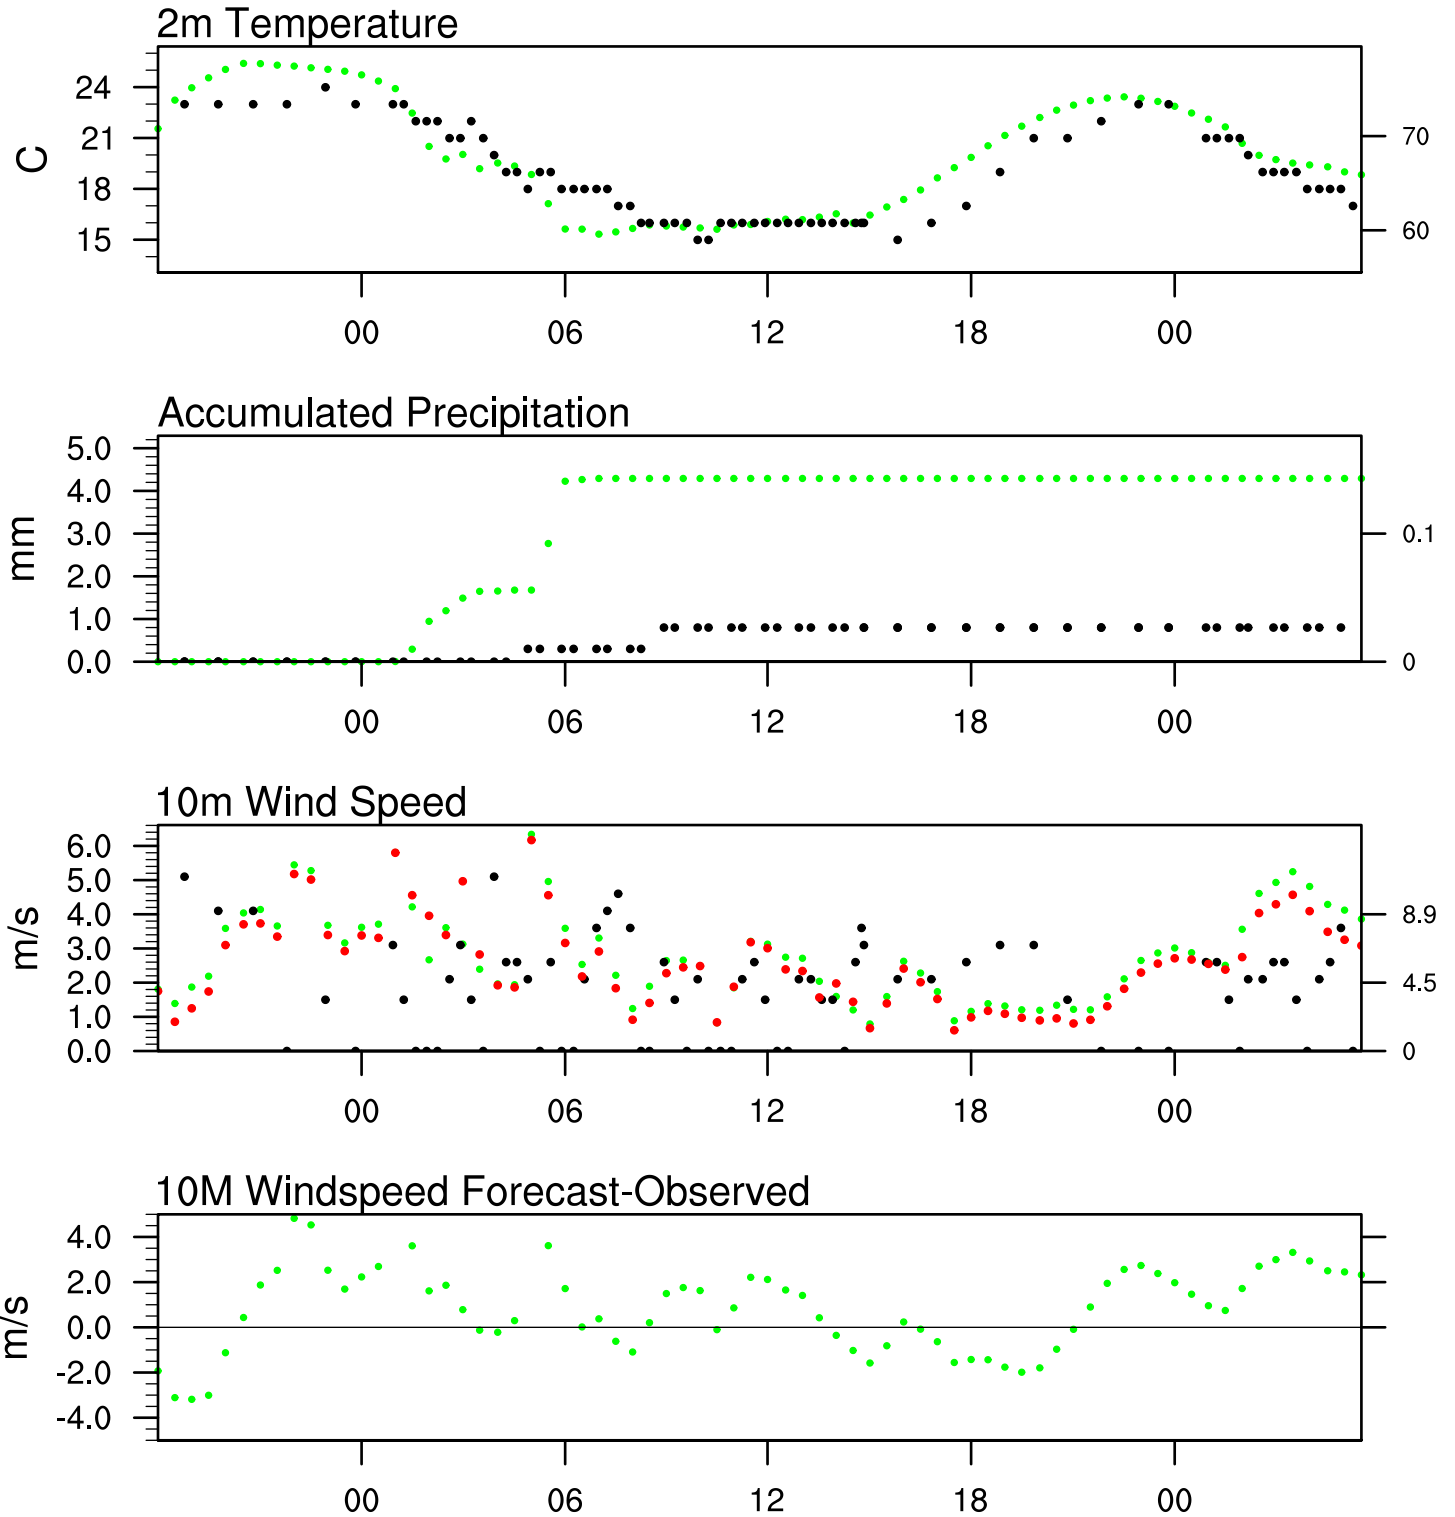 2m Temperature
24
21
18
15
C
70
60
00 06 12 18 00
Accumulated Precipitation
5.0
4.0
3.0
2.0
1.0
0.0
mm
0.1
0
00 06 12 18 00
10m Wind Speed
6.0
5.0
4.0
3.0
2.0
1.0
0.0
m/s
8.9
4.5
0
00 06 12 18 00
10M Windspeed Forecast-Observed
4.0
2.0
0.0
-2.0
-4.0
m/s
00 06 12 18 00